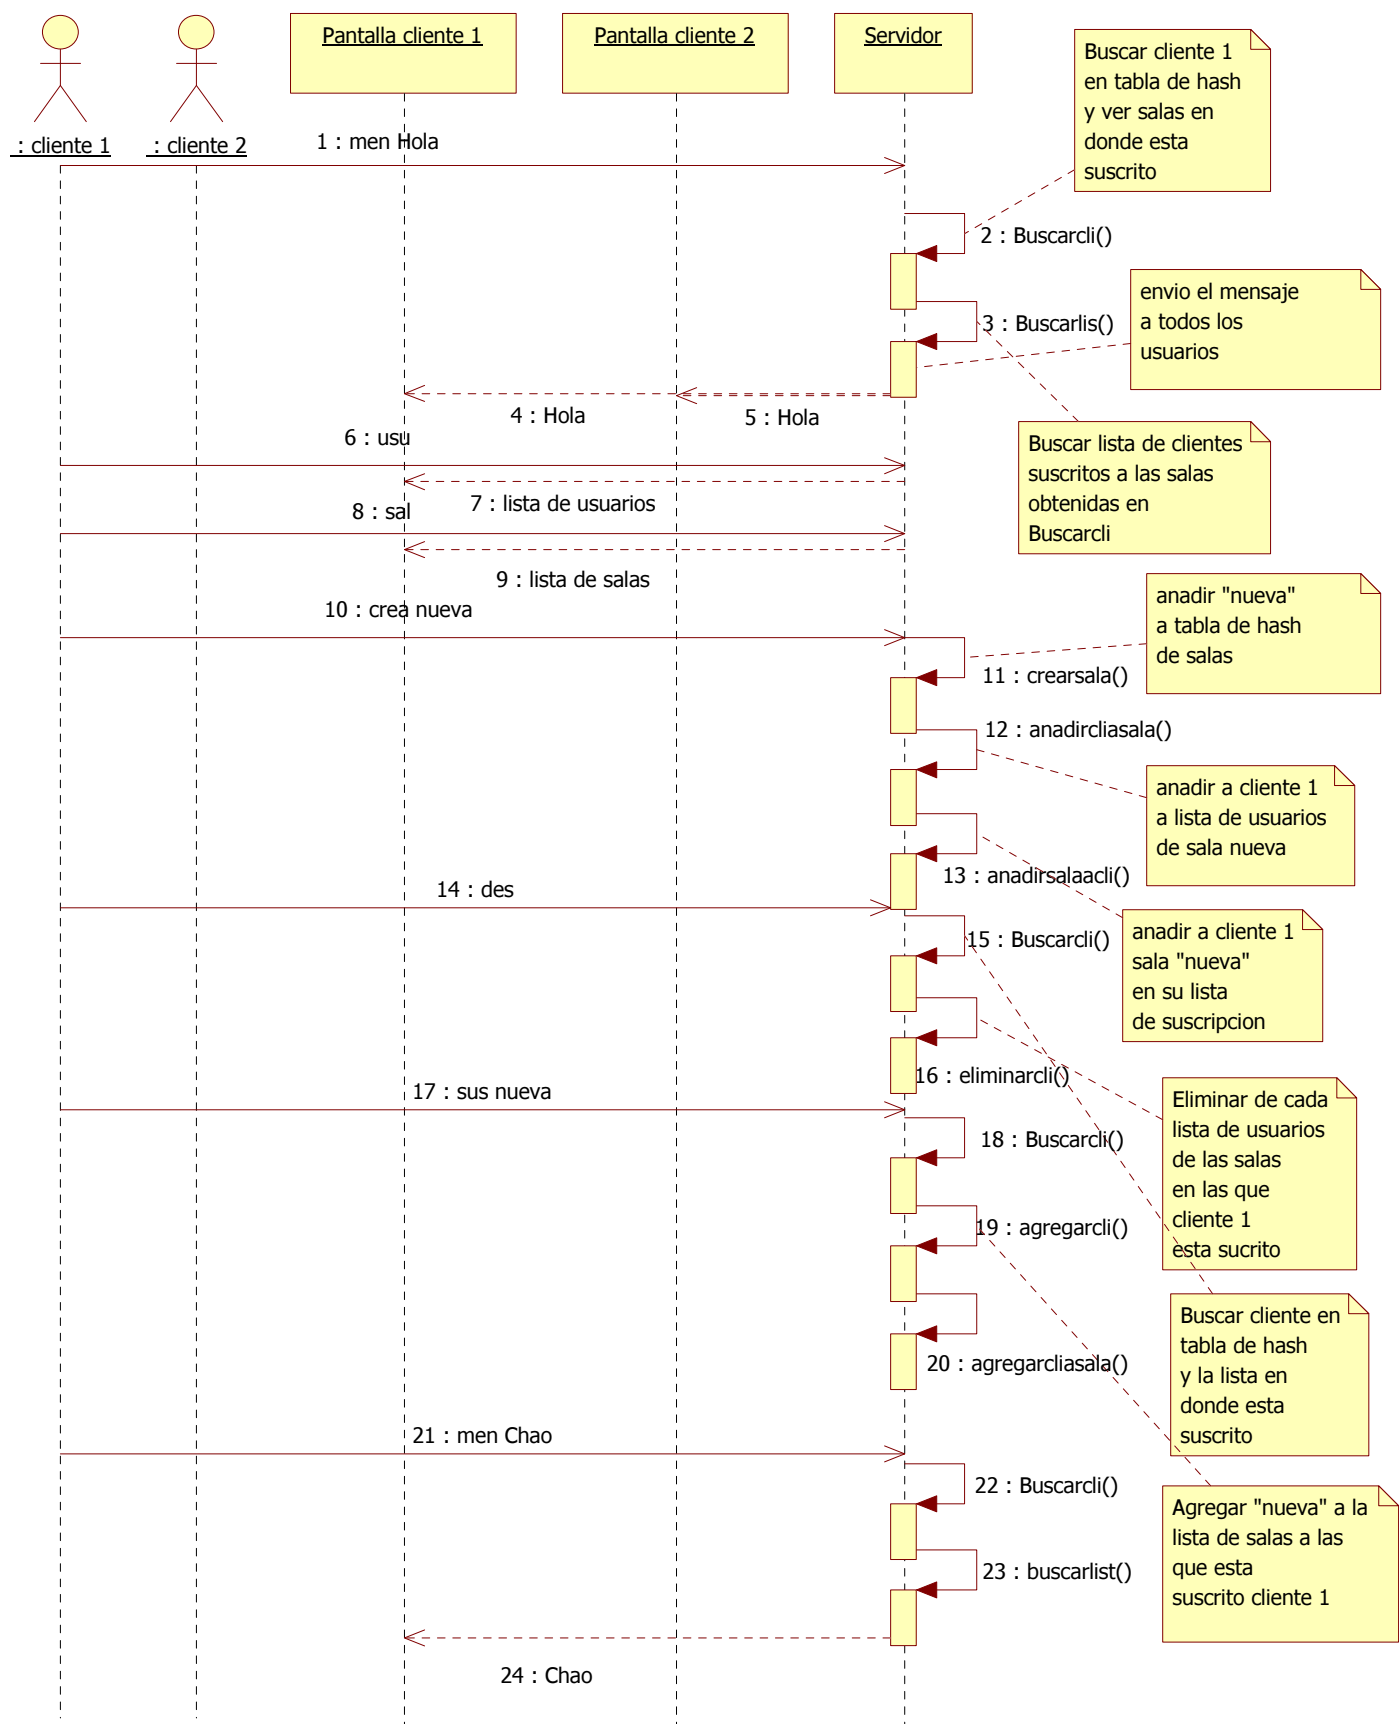 Pantalla cliente 1
Pantalla cliente 2
Servidor
: cliente 1
: cliente 2
Buscar cliente 1
en tabla de hash
y ver salas en
donde esta
suscrito
1 : men Hola
2 : Buscarcli()
envio el mensaje
a todos los
usuarios
3 : Buscarlis()
4 : Hola
5 : Hola
Buscar lista de clientes
suscritos a las salas
obtenidas en
Buscarcli
6 : usu
7 : lista de usuarios
8 : sal
9 : lista de salas
10 : crea nueva
anadir "nueva"
a tabla de hash
de salas
11 : crearsala()
12 : anadircliasala()
anadir a cliente 1
a lista de usuarios
de sala nueva
13 : anadirsalaacli()
14 : des
anadir a cliente 1
sala "nueva"
en su lista
de suscripcion
15 : Buscarcli()
16 : eliminarcli()
Eliminar de cada
lista de usuarios
de las salas
en las que
cliente 1
esta sucrito
17 : sus nueva
18 : Buscarcli()
19 : agregarcli()
Buscar cliente en
tabla de hash
y la lista en
donde esta
suscrito
20 : agregarcliasala()
21 : men Chao
22 : Buscarcli()
Agregar "nueva" a la
lista de salas a las
que esta
suscrito cliente 1
23 : buscarlist()
24 : Chao